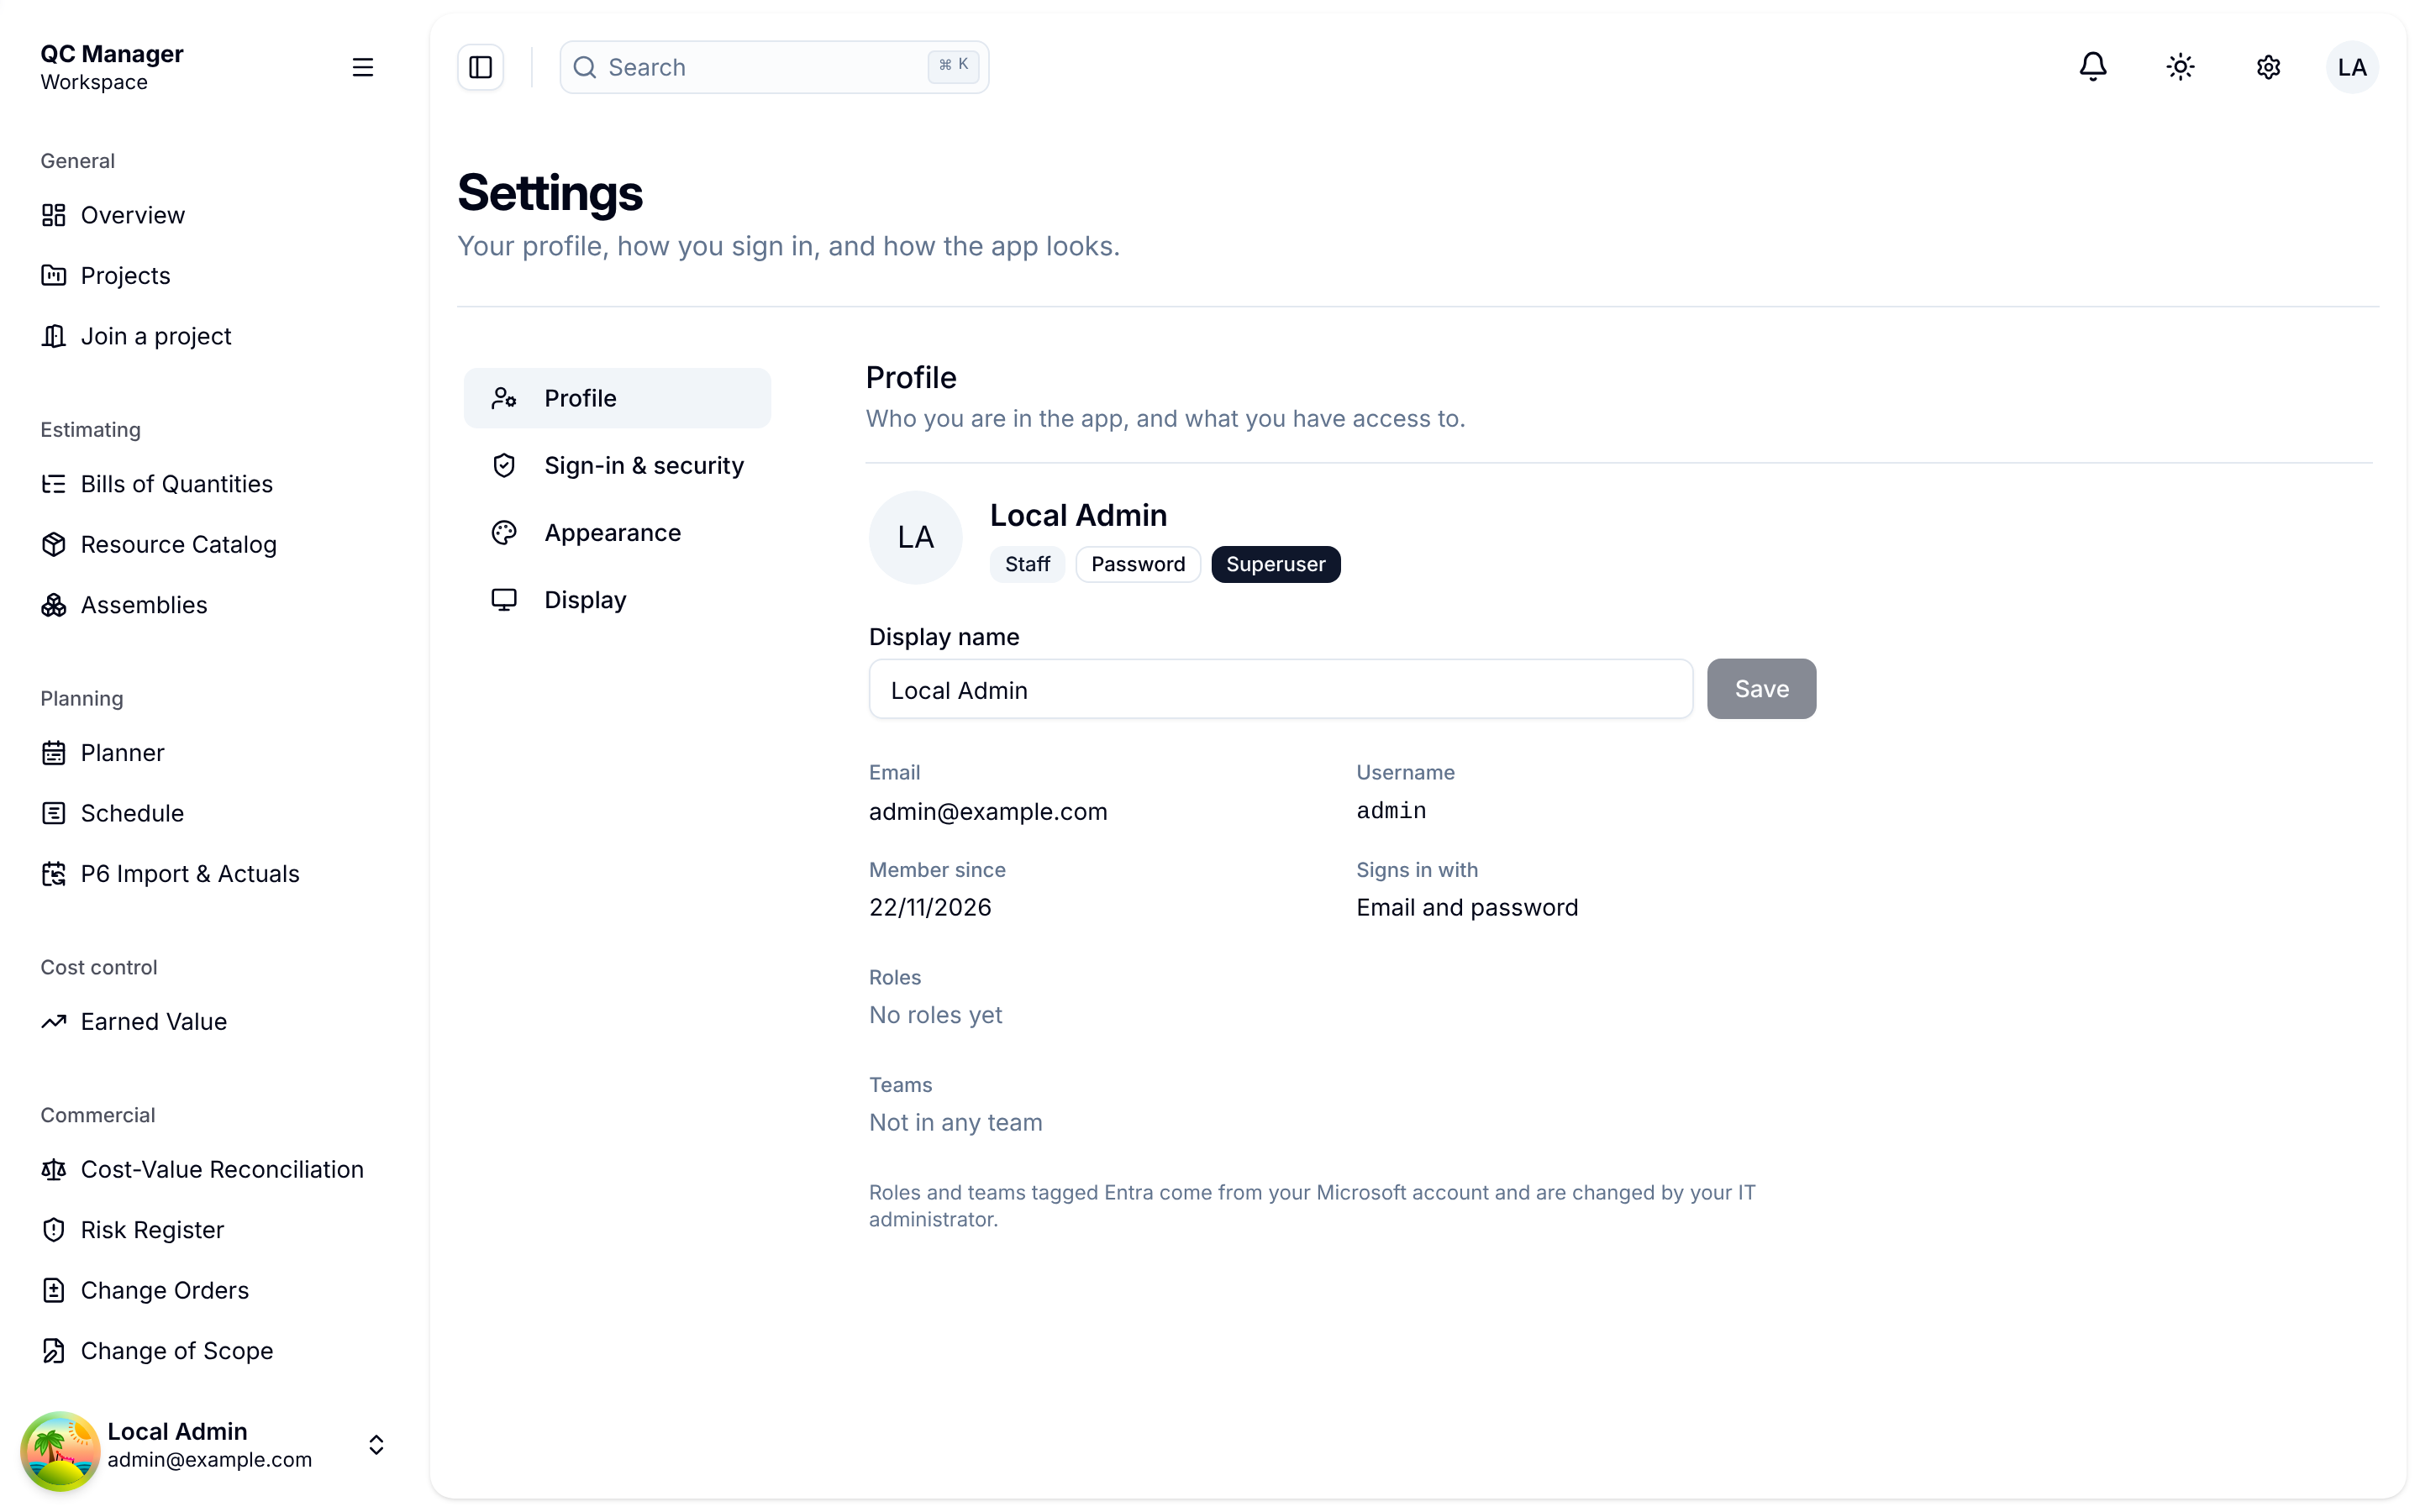 QC Manager
Workspace
General
Overview
Projects
Join a project
Estimating
Bills of Quantities
Resource Catalog
Assemblies
Planning
Planner
Schedule
P6 Import & Actuals
Cost control
Earned Value
Commercial
Cost-Value Reconciliation
Risk Register
Change Orders
Change of Scope
Local Admin
admin@example.com
Search
⌘ K
LA
Settings
Your profile, how you sign in, and how the app looks.
Profile
Sign-in & security
Appearance
Display
Profile
Who you are in the app, and what you have access to.
LA
Local Admin
Staff Password Superuser
Display name
Local Admin
Save
Email
admin@example.com
Username
admin
Member since
22/11/2026
Signs in with
Email and password
Roles
No roles yet
Teams
Not in any team
Roles and teams tagged Entra come from your Microsoft account and are changed by your IT
administrator.